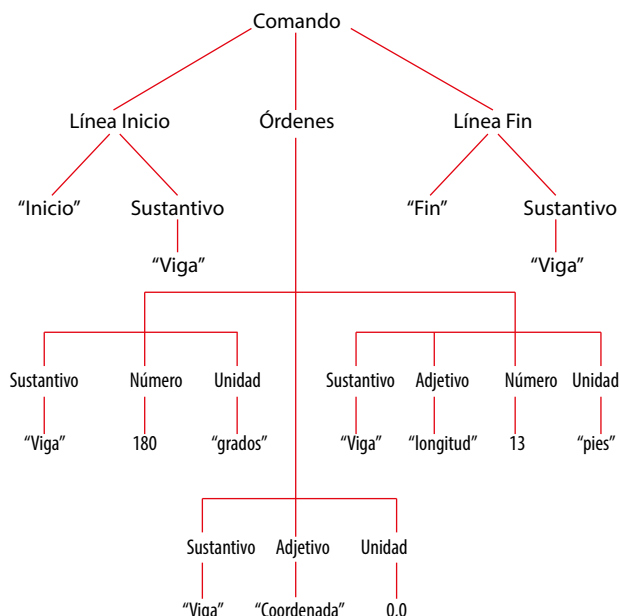 Comando
Línea Inicio Órdenes Línea Fin
“Inicio” Sustantivo “Fin” Sustantivo
“Viga” “Viga”
Sustantivo Número Unidad Sustantivo Adjetivo Número Unidad
“Viga” 180 “grados” “Viga” “longitud” 13 “pies”
Sustantivo Adjetivo Unidad
“Viga” “Coordenada” 0.0